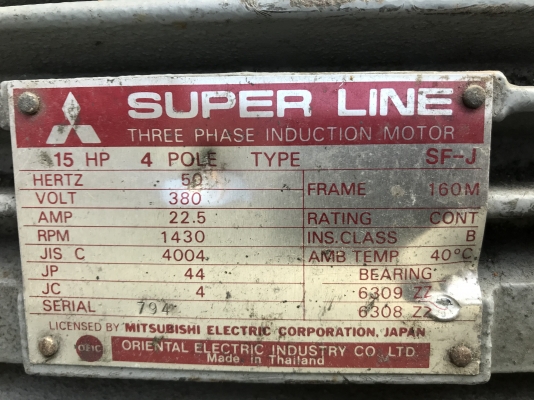 SUPER LINE
THREE PHASE INDUCTION MOTOR
15 HP 4 POLE TYPE SF-J
HERTZ 50
VOLT 380
AMP 22.5
RPM 1430
JIS C 4004
JP 44
JC 4
SERIAL 794
FRAME 160M
RATING CONT
INS.CLASS B
AMB TEMP 40°C
BEARING
6309 ZZ
6308 ZZ
LICENSED BY MITSUBISHI ELECTRIC CORPORATION, JAPAN
OEIC ORIENTAL ELECTRIC INDUSTRY CO., LTD.
Made in Thailand